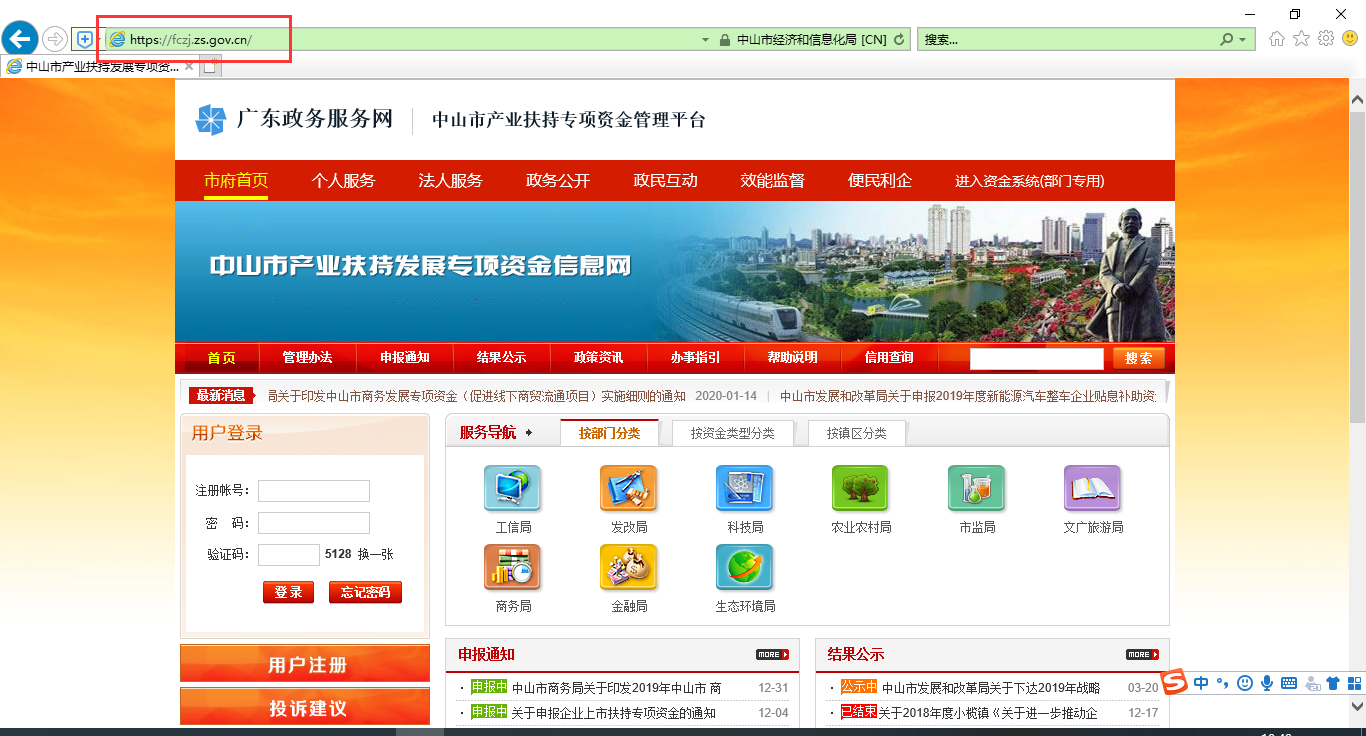 https://fczj.zs.gov.cn/
中山市经济和信息化局 [CN]
搜索...
中山市产业扶持发展专项资...
广东政务服务网
中山市产业扶持专项资金管理平台
市府首页 个人服务 法人服务 政务公开 政民互动 效能监督 便民利企 进入资金系统(部门专用)
中山市产业扶持发展专项资金信息网
首页 管理办法 申报通知 结果公示 政策资讯 办事指引 帮助说明 信用查询 搜索
最新消息 局关于印发中山市商务发展专项资金（促进线下商贸流通项目）实施细则的通知 2020-01-14 | 中山市发展和改革局关于申报2019年度新能源汽车整车企业贴息补助资
用户登录
注册帐号：
密 码：
验证码： 5128 换一张
登录 忘记密码
用户注册
投诉建议
服务导航 按部门分类 按资金类型分类 按镇区分类
工信局 发改局 科技局 农业农村局 市监局 文广旅游局
商务局 金融局 生态环境局
申报通知 MORE
· 申报中 中山市商务局关于印发2019年中山市 商 12-31
· 申报中 关于申报企业上市扶持专项资金的通知 12-04
结果公示 MORE
· 公示中 中山市发展和改革局关于下达2019年战略 03-20
· 已结束 关于2018年度小榄镇《关于进一步推动企 12-17
S 中